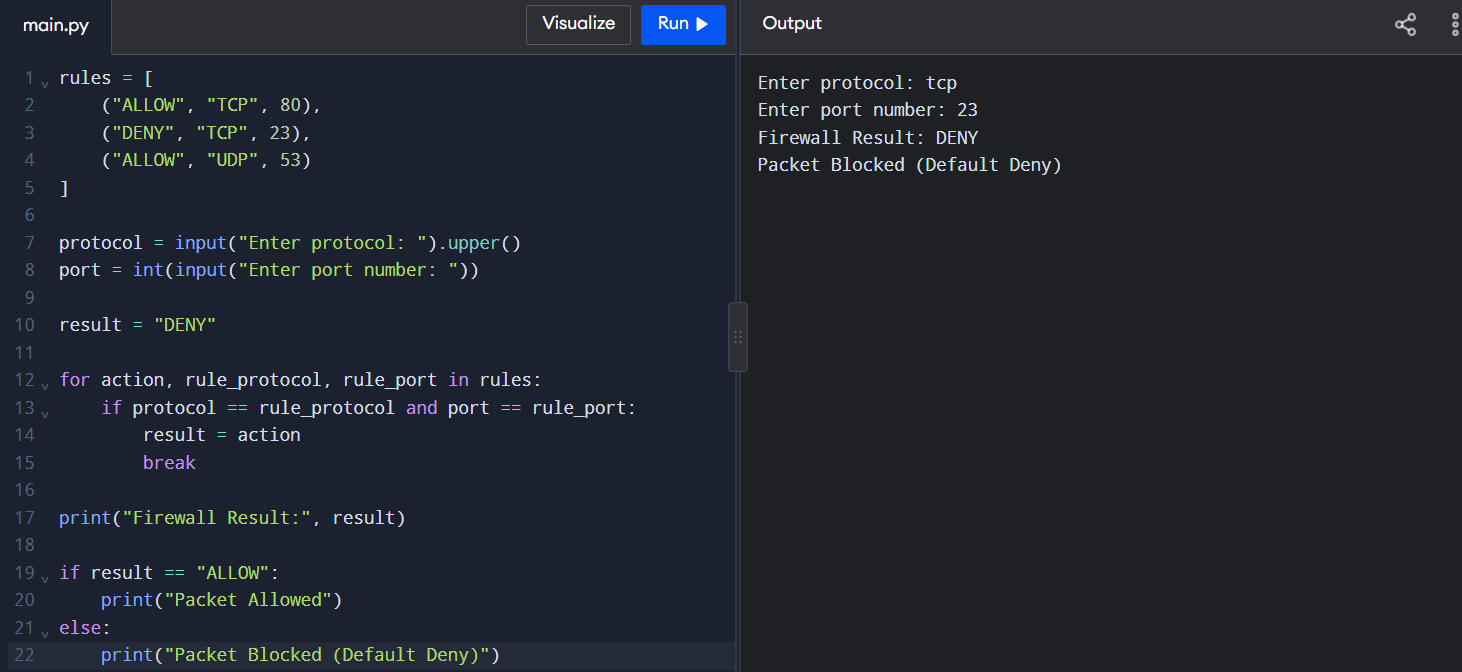 main.py
Visualize
Run
Output
1 rules = [
2     ("ALLOW", "TCP", 80),
3     ("DENY", "TCP", 23),
4     ("ALLOW", "UDP", 53)
5 ]
6
7 protocol = input("Enter protocol: ").upper()
8 port = int(input("Enter port number: "))
9
10 result = "DENY"
11
12 for action, rule_protocol, rule_port in rules:
13     if protocol == rule_protocol and port == rule_port:
14         result = action
15         break
16
17 print("Firewall Result:", result)
18
19 if result == "ALLOW":
20     print("Packet Allowed")
21 else:
22     print("Packet Blocked (Default Deny)")
Enter protocol: tcp
Enter port number: 23
Firewall Result: DENY
Packet Blocked (Default Deny)